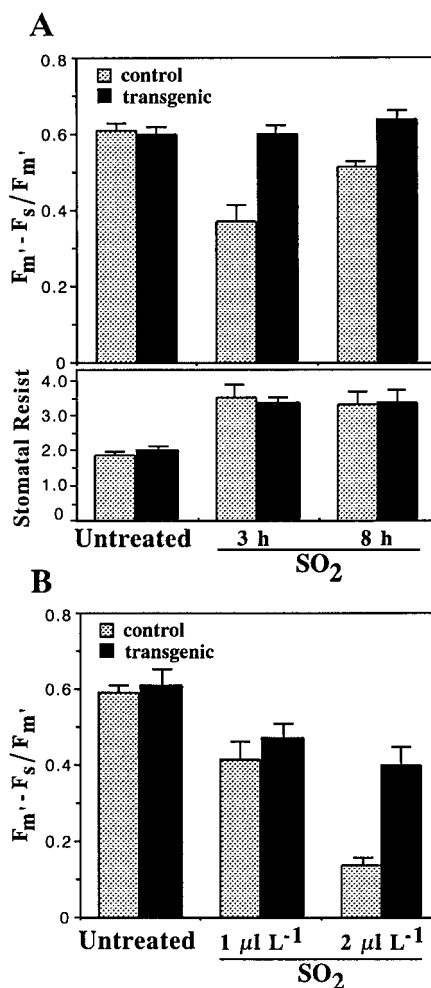 A
0.8
0.6
0.4
0.2
0
Fm'-Fs/Fm'
control
transgenic
4.0
3.0
2.0
1.0
0
Stomatal Resist
Untreated 3 h 8 h
SO2
B
0.8
0.6
0.4
0.2
0
Fm'-Fs/Fm'
control
transgenic
Untreated 1 μl L-1 2 μl L-1
SO2